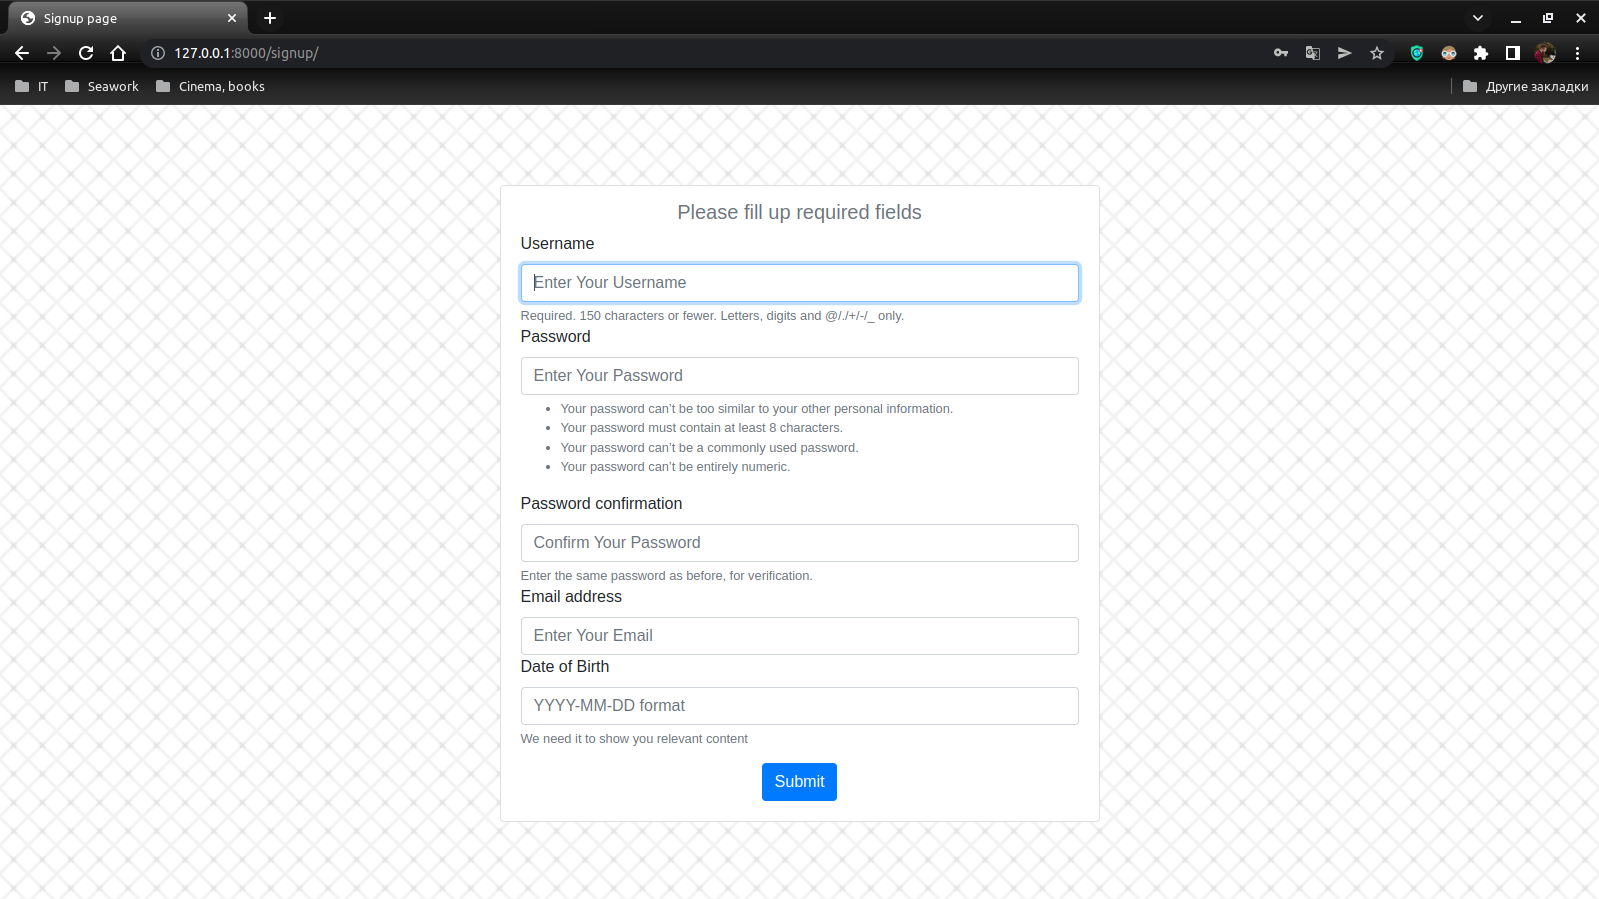 Signup page
127.0.0.1:8000/signup/
IT Seawork Cinema, books Другие закладки
Please fill up required fields
Username
Enter Your Username
Required. 150 characters or fewer. Letters, digits and @/./+/-/_ only.
Password
Enter Your Password
Your password can’t be too similar to your other personal information.
Your password must contain at least 8 characters.
Your password can’t be a commonly used password.
Your password can’t be entirely numeric.
Password confirmation
Confirm Your Password
Enter the same password as before, for verification.
Email address
Enter Your Email
Date of Birth
YYYY-MM-DD format
We need it to show you relevant content
Submit